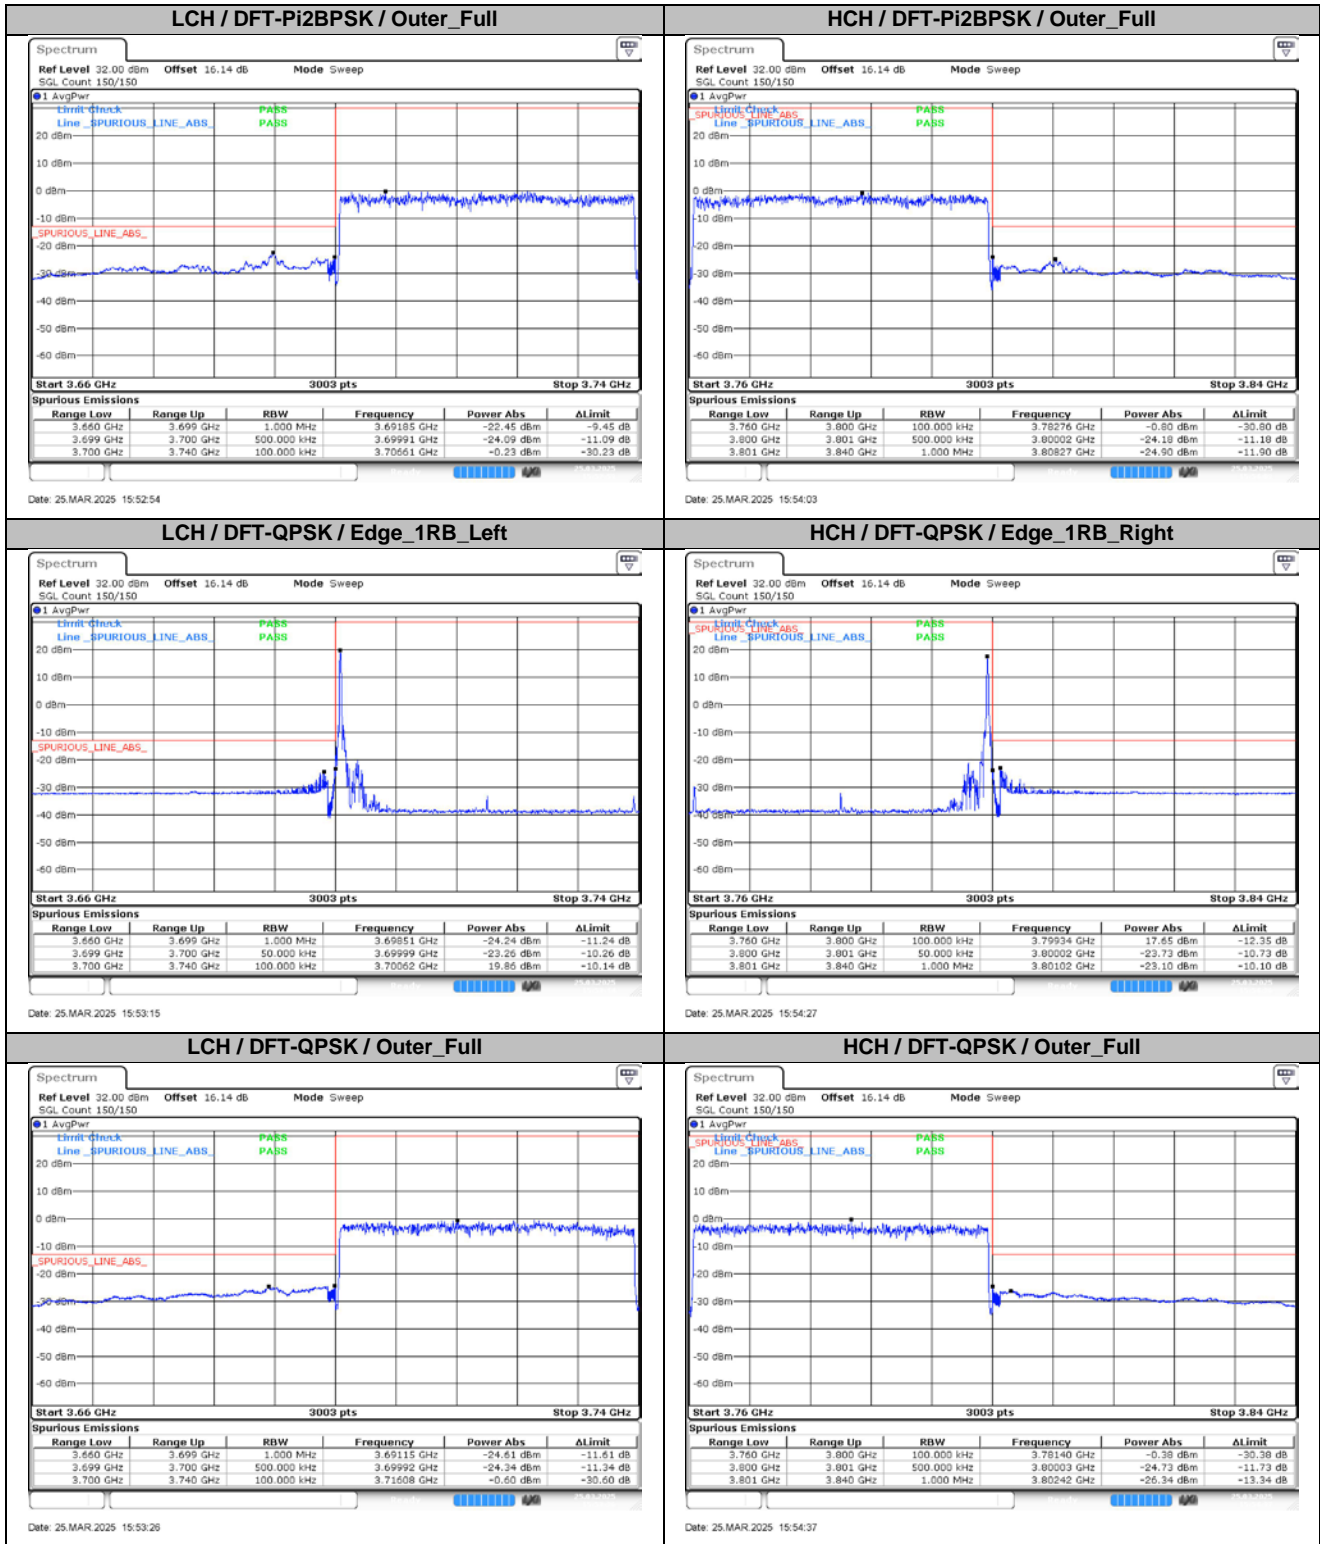 LCH / DFT-Pi2BPSK / Outer_Full
Spectrum
Ref Level 32.00 dBm Offset 16.14 dB Mode Sweep
SGL Count 150/150
1 AvgPwr
Limit Check PASS
Line _SPURIOUS_LINE_ABS_ PASS
20 dBm
10 dBm
0 dBm
-10 dBm
_SPURIOUS_LINE_ABS_
-20 dBm
-30 dBm
-40 dBm
-50 dBm
-60 dBm
Start 3.66 GHz 3003 pts Stop 3.74 GHz
Spurious Emissions
Range Low Range Up RBW Frequency Power Abs ΔLimit
3.660 GHz 3.699 GHz 1.000 MHz 3.69185 GHz -22.45 dBm -9.45 dB
3.699 GHz 3.700 GHz 500.000 kHz 3.69991 GHz -24.09 dBm -11.09 dB
3.700 GHz 3.740 GHz 100.000 kHz 3.70661 GHz -0.23 dBm -30.23 dB
Date: 25.MAR.2025 15:52:54
HCH / DFT-Pi2BPSK / Outer_Full
Spectrum
Ref Level 32.00 dBm Offset 16.14 dB Mode Sweep
SGL Count 150/150
1 AvgPwr
Limit Check PASS
_SPURIOUS_LINE_ABS_
Line _SPURIOUS_LINE_ABS_ PASS
20 dBm
10 dBm
0 dBm
-10 dBm
-20 dBm
-30 dBm
-40 dBm
-50 dBm
-60 dBm
Start 3.76 GHz 3003 pts Stop 3.84 GHz
Spurious Emissions
Range Low Range Up RBW Frequency Power Abs ΔLimit
3.760 GHz 3.800 GHz 100.000 kHz 3.78276 GHz -0.80 dBm -30.80 dB
3.800 GHz 3.801 GHz 500.000 kHz 3.80002 GHz -24.18 dBm -11.18 dB
3.801 GHz 3.840 GHz 1.000 MHz 3.80827 GHz -24.90 dBm -11.90 dB
Date: 25.MAR.2025 15:54:03
LCH / DFT-QPSK / Edge_1RB_Left
Spectrum
Ref Level 32.00 dBm Offset 16.14 dB Mode Sweep
SGL Count 150/150
1 AvgPwr
Limit Check PASS
Line _SPURIOUS_LINE_ABS_ PASS
20 dBm
10 dBm
0 dBm
-10 dBm
_SPURIOUS_LINE_ABS_
-20 dBm
-30 dBm
-40 dBm
-50 dBm
-60 dBm
Start 3.66 GHz 3003 pts Stop 3.74 GHz
Spurious Emissions
Range Low Range Up RBW Frequency Power Abs ΔLimit
3.660 GHz 3.699 GHz 1.000 MHz 3.69851 GHz -24.24 dBm -11.24 dB
3.699 GHz 3.700 GHz 50.000 kHz 3.69999 GHz -23.26 dBm -10.26 dB
3.700 GHz 3.740 GHz 100.000 kHz 3.70062 GHz 19.86 dBm -10.14 dB
Date: 25.MAR.2025 15:53:15
HCH / DFT-QPSK / Edge_1RB_Right
Spectrum
Ref Level 32.00 dBm Offset 16.14 dB Mode Sweep
SGL Count 150/150
1 AvgPwr
Limit Check PASS
_SPURIOUS_LINE_ABS_
Line _SPURIOUS_LINE_ABS_ PASS
20 dBm
10 dBm
0 dBm
-10 dBm
-20 dBm
-30 dBm
-40 dBm
-50 dBm
-60 dBm
Start 3.76 GHz 3003 pts Stop 3.84 GHz
Spurious Emissions
Range Low Range Up RBW Frequency Power Abs ΔLimit
3.760 GHz 3.800 GHz 100.000 kHz 3.79934 GHz 17.65 dBm -12.35 dB
3.800 GHz 3.801 GHz 50.000 kHz 3.80002 GHz -23.73 dBm -10.73 dB
3.801 GHz 3.840 GHz 1.000 MHz 3.80102 GHz -23.10 dBm -10.10 dB
Date: 25.MAR.2025 15:54:27
LCH / DFT-QPSK / Outer_Full
Spectrum
Ref Level 32.00 dBm Offset 16.14 dB Mode Sweep
SGL Count 150/150
1 AvgPwr
Limit Check PASS
Line _SPURIOUS_LINE_ABS_ PASS
20 dBm
10 dBm
0 dBm
-10 dBm
_SPURIOUS_LINE_ABS_
-20 dBm
-30 dBm
-40 dBm
-50 dBm
-60 dBm
Start 3.66 GHz 3003 pts Stop 3.74 GHz
Spurious Emissions
Range Low Range Up RBW Frequency Power Abs ΔLimit
3.660 GHz 3.699 GHz 1.000 MHz 3.69115 GHz -24.61 dBm -11.61 dB
3.699 GHz 3.700 GHz 500.000 kHz 3.69992 GHz -24.34 dBm -11.34 dB
3.700 GHz 3.740 GHz 100.000 kHz 3.71608 GHz -0.60 dBm -30.60 dB
Date: 25.MAR.2025 15:53:26
HCH / DFT-QPSK / Outer_Full
Spectrum
Ref Level 32.00 dBm Offset 16.14 dB Mode Sweep
SGL Count 150/150
1 AvgPwr
Limit Check PASS
_SPURIOUS_LINE_ABS_
Line _SPURIOUS_LINE_ABS_ PASS
20 dBm
10 dBm
0 dBm
-10 dBm
-20 dBm
-30 dBm
-40 dBm
-50 dBm
-60 dBm
Start 3.76 GHz 3003 pts Stop 3.84 GHz
Spurious Emissions
Range Low Range Up RBW Frequency Power Abs ΔLimit
3.760 GHz 3.800 GHz 100.000 kHz 3.78140 GHz -0.38 dBm -30.38 dB
3.800 GHz 3.801 GHz 500.000 kHz 3.80003 GHz -24.73 dBm -11.73 dB
3.801 GHz 3.840 GHz 1.000 MHz 3.80242 GHz -26.34 dBm -13.34 dB
Date: 25.MAR.2025 15:54:37